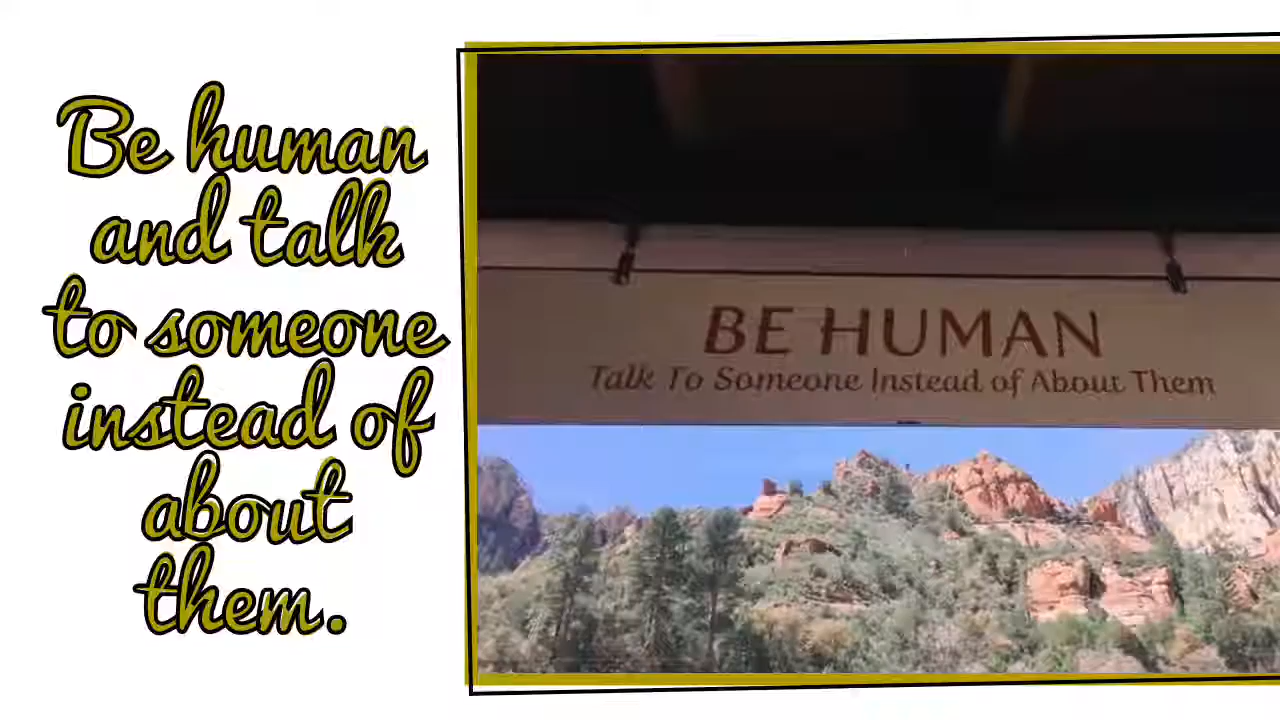 Be human
and talk
to someone
instead of
about
them.
BE HUMAN
Talk To Someone Instead of About Them